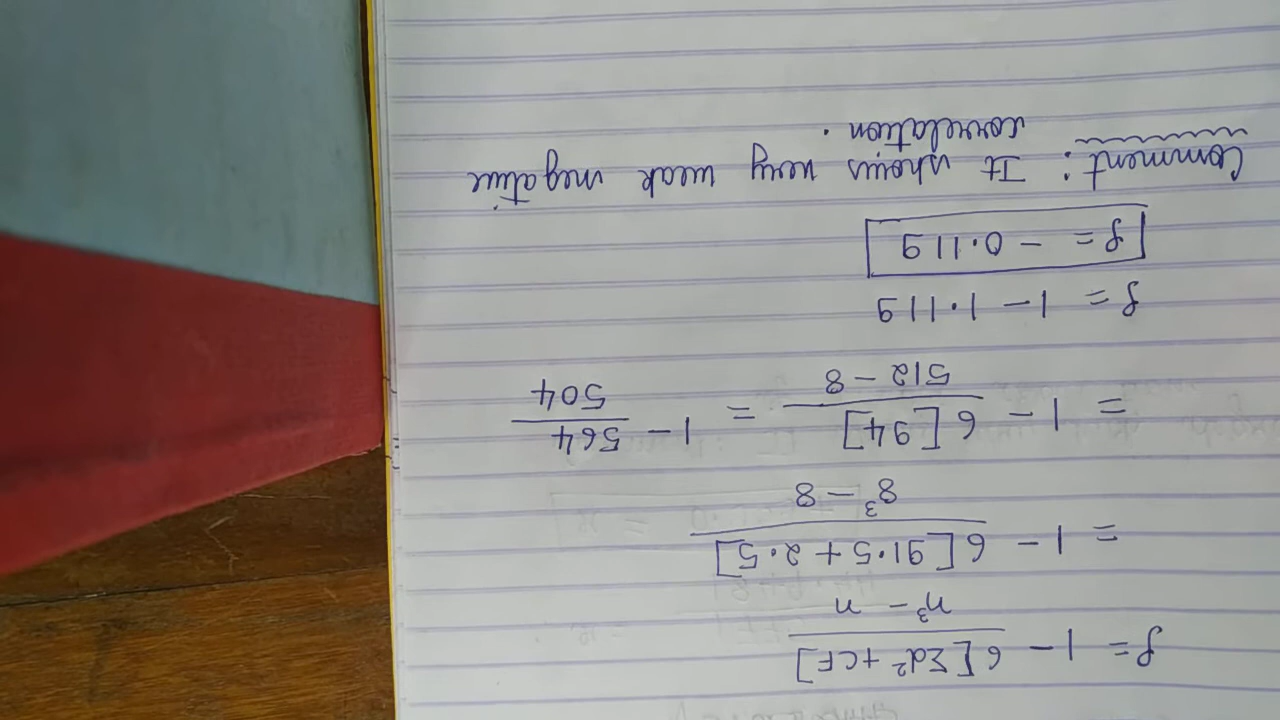 ρ = 1 - 6[Σd² + CF] / n³ - n
= 1 - 6[91.5 + 2.5] / 8³ - 8
= 1 - 6[94] / 512 - 8 = 1 - 564 / 504
ρ = 1 - 1.119
ρ = - 0.119
Comment : It shows very weak negative
correlation.